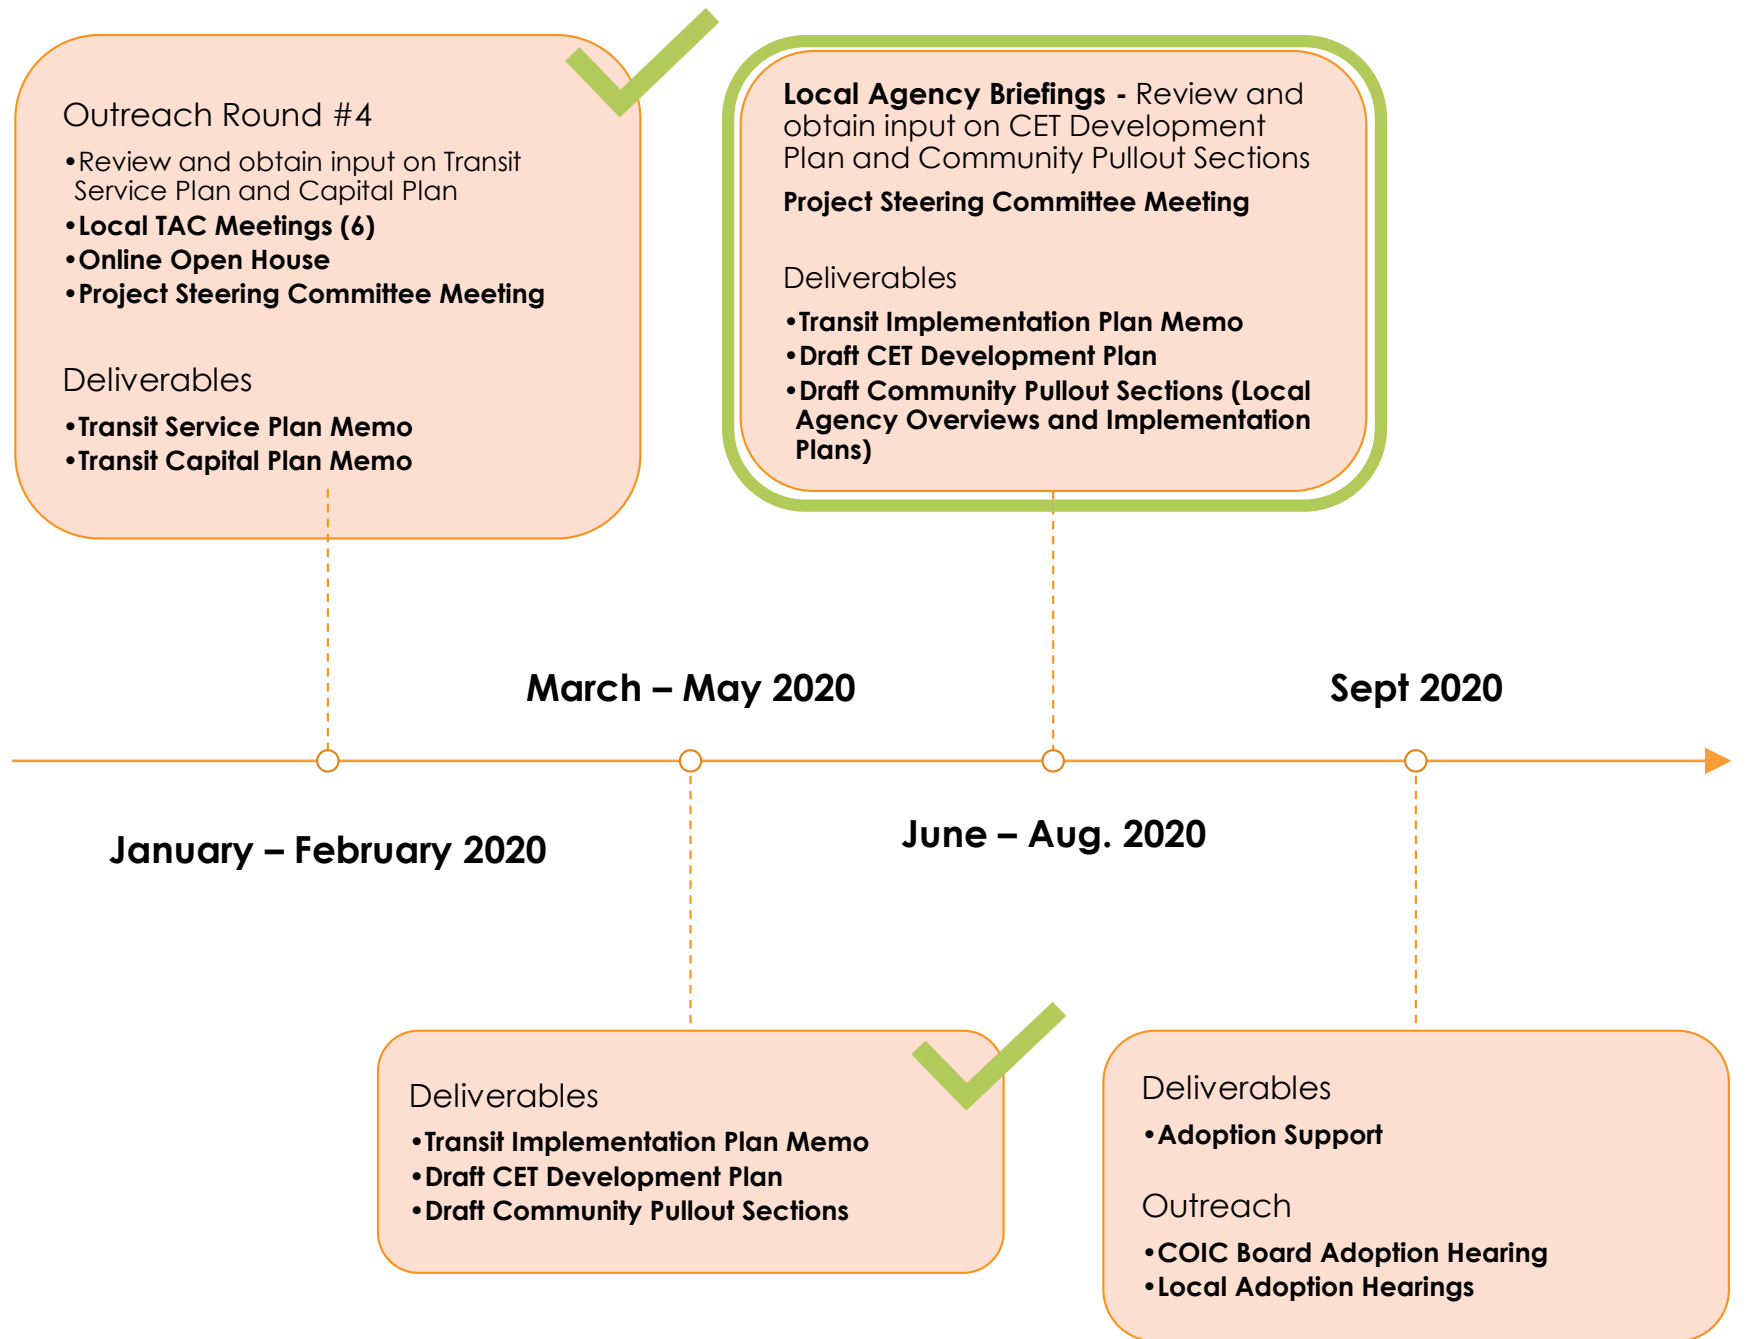 Outreach Round #4
•Review and obtain input on Transit
Service Plan and Capital Plan
•Local TAC Meetings (6)
•Online Open House
•Project Steering Committee Meeting
Deliverables
•Transit Service Plan Memo
•Transit Capital Plan Memo
Local Agency Briefings - Review and
obtain input on CET Development
Plan and Community Pullout Sections
Project Steering Committee Meeting
Deliverables
•Transit Implementation Plan Memo
•Draft CET Development Plan
•Draft Community Pullout Sections (Local
Agency Overviews and Implementation
Plans)
March – May 2020
Sept 2020
January – February 2020
June – Aug. 2020
Deliverables
•Transit Implementation Plan Memo
•Draft CET Development Plan
•Draft Community Pullout Sections
Deliverables
•Adoption Support
Outreach
•COIC Board Adoption Hearing
•Local Adoption Hearings